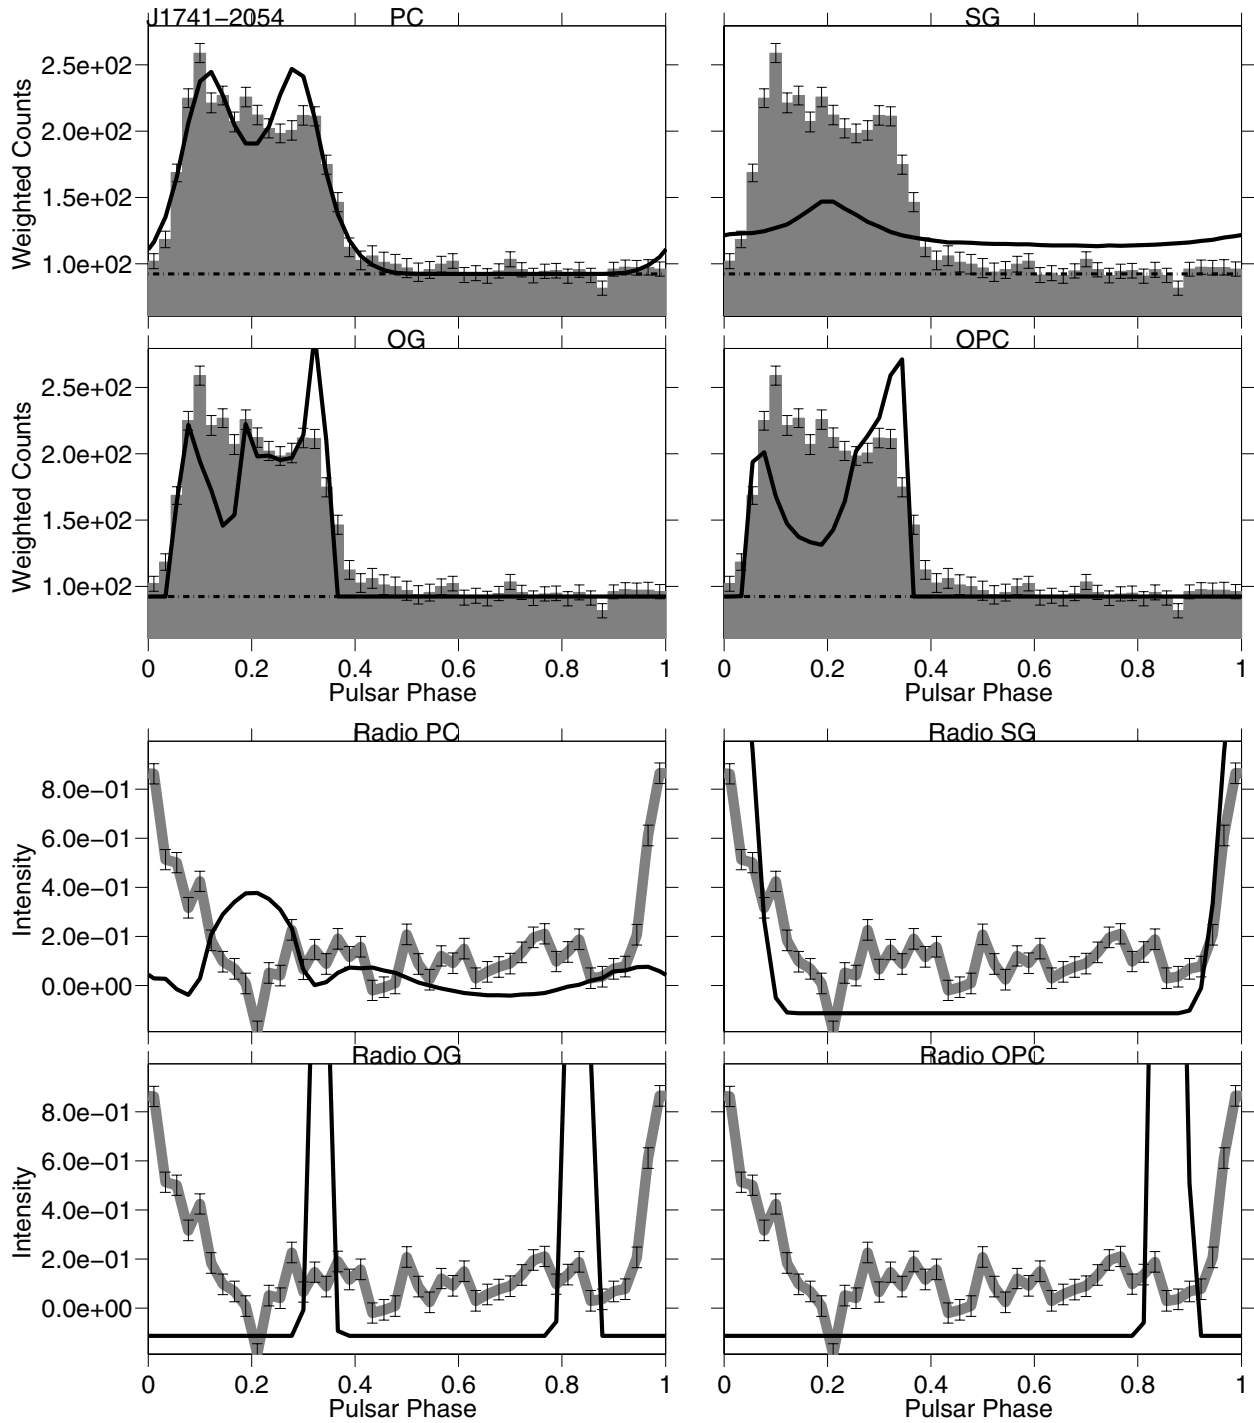 J1741−2054
PC
SG
2.5e+02
2.0e+02
1.5e+02
1.0e+02
Weighted Counts
OG
OPC
2.5e+02
2.0e+02
1.5e+02
1.0e+02
Weighted Counts
0 0.2 0.4 0.6 0.8 1
0 0.2 0.4 0.6 0.8 1
Pulsar Phase
Pulsar Phase
Radio PC
Radio SG
8.0e−01
6.0e−01
4.0e−01
2.0e−01
0.0e+00
Intensity
Radio OG
Radio OPC
8.0e−01
6.0e−01
4.0e−01
2.0e−01
0.0e+00
Intensity
0 0.2 0.4 0.6 0.8 1
0 0.2 0.4 0.6 0.8 1
Pulsar Phase
Pulsar Phase